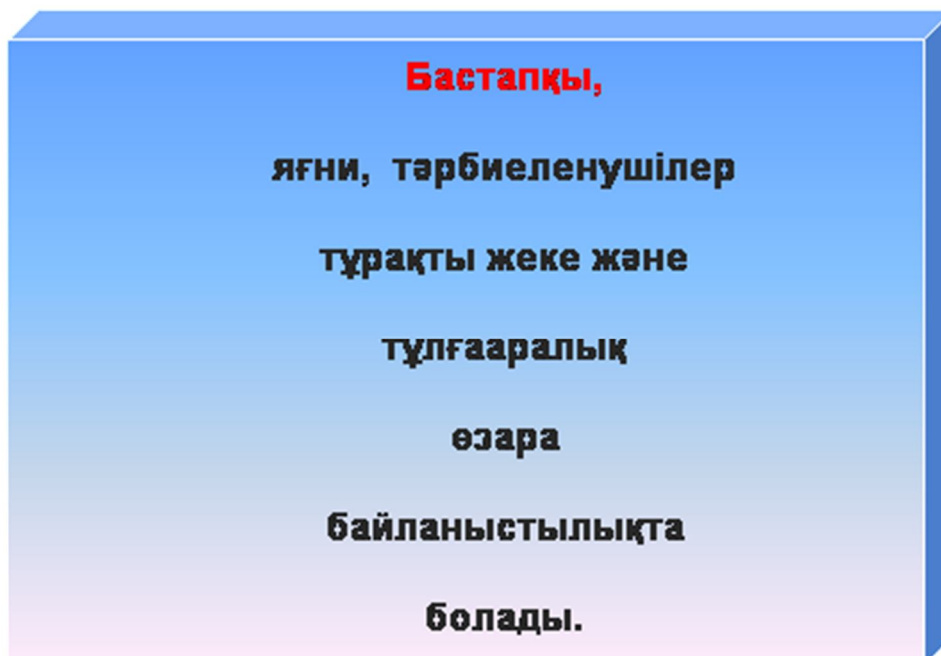 Бастапқы,
яғни, тәрбиеленушілер
тұрақты жеке және
тұлғааралық
өзара
байланыстылықта
болады.